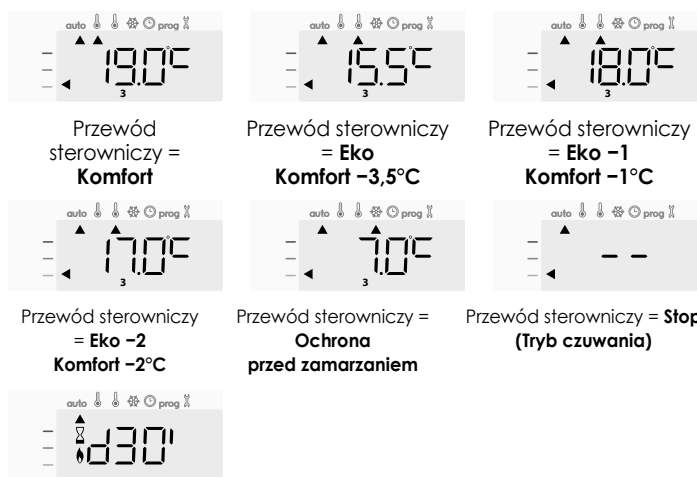 auto prog auto prog auto prog
19.0°C 15.5°C 18.0°C
3 3 3
Przewód
sterowniczy =
Komfort
Przewód sterowniczy
= Eko
Komfort −3,5°C
Przewód sterowniczy
= Eko −1
Komfort −1°C
auto prog auto prog auto prog
17.0°C 7.0°C - -
3 3
Przewód sterowniczy
= Eko −2
Komfort −2°C
Przewód sterowniczy =
Ochrona
przed zamarzaniem
Przewód sterowniczy = Stop
(Tryb czuwania)
auto prog
d30'